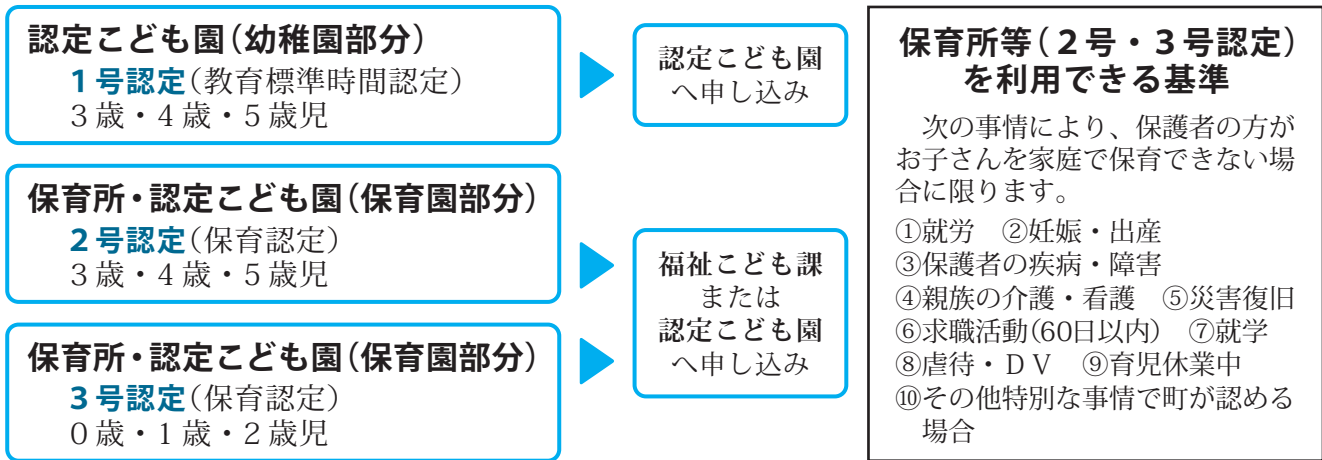 認定こども園(幼稚園部分)
1号認定(教育標準時間認定)
3歳・4歳・5歳児
認定こども園
へ申し込み
保育所・認定こども園(保育園部分)
2号認定(保育認定)
3歳・4歳・5歳児
保育所・認定こども園(保育園部分)
3号認定(保育認定)
0歳・1歳・2歳児
福祉こども課
または
認定こども園
へ申し込み
保育所等(2号・3号認定)
を利用できる基準
次の事情により、保護者の方が
お子さんを家庭で保育できない場
合に限ります。
①就労 ②妊娠・出産
③保護者の疾病・障害
④親族の介護・看護 ⑤災害復旧
⑥求職活動(60日以内) ⑦就学
⑧虐待・DV ⑨育児休業中
⑩その他特別な事情で町が認める
場合